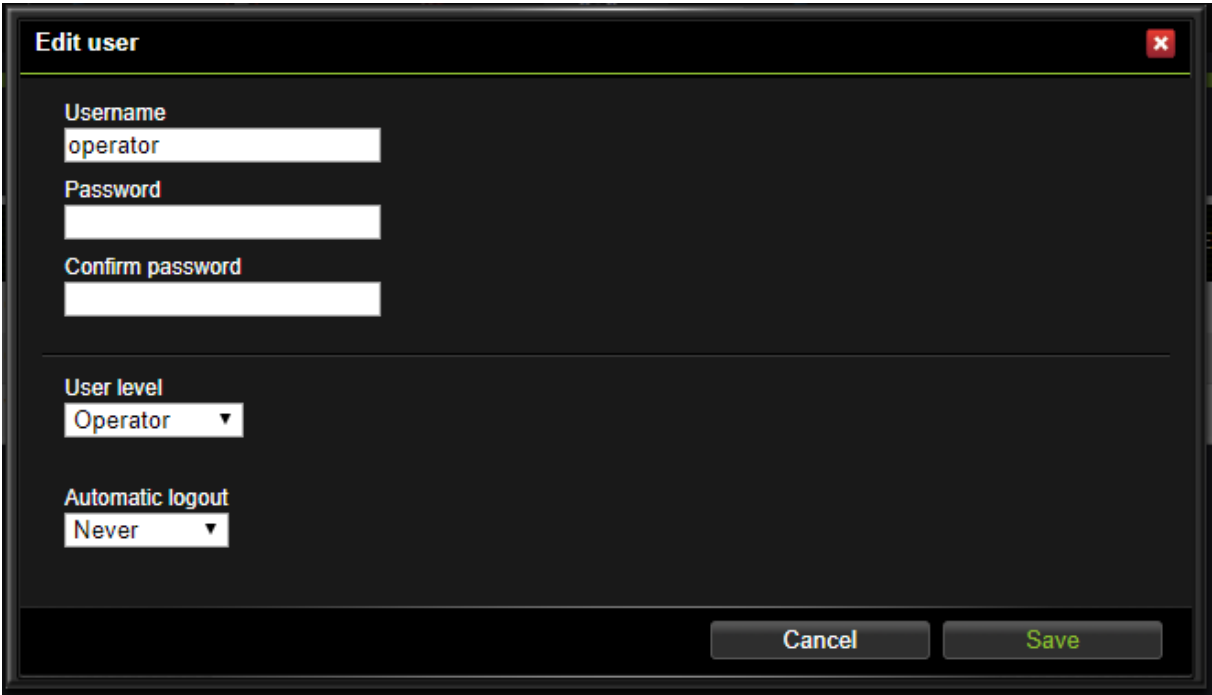 Edit user
Username
operator
Password
Confirm password
User level
Operator
Automatic logout
Never
Cancel Save